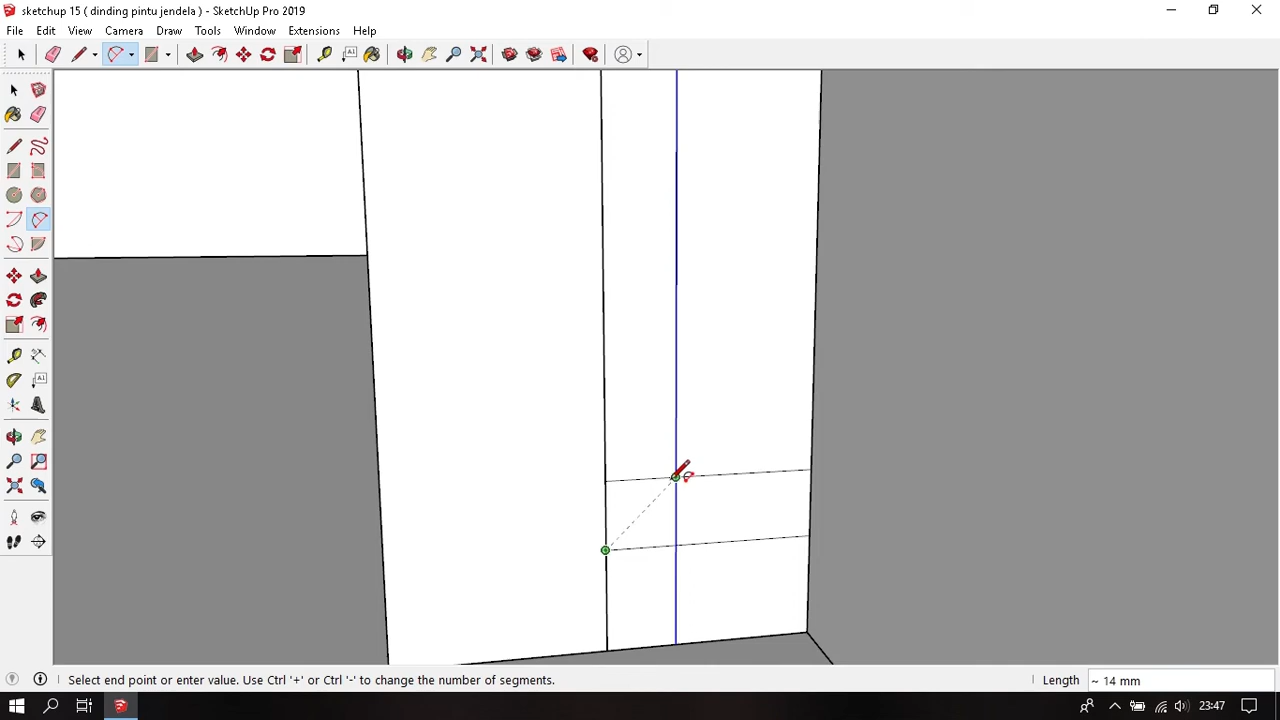 sketchup 15 ( dinding pintu jendela ) - SketchUp Pro 2019
File Edit View Camera Draw Tools Window Extensions Help
A1
A1
Select end point or enter value. Use Ctrl '+' or Ctrl '-' to change the number of segments.
Length ~ 14 mm
23:47